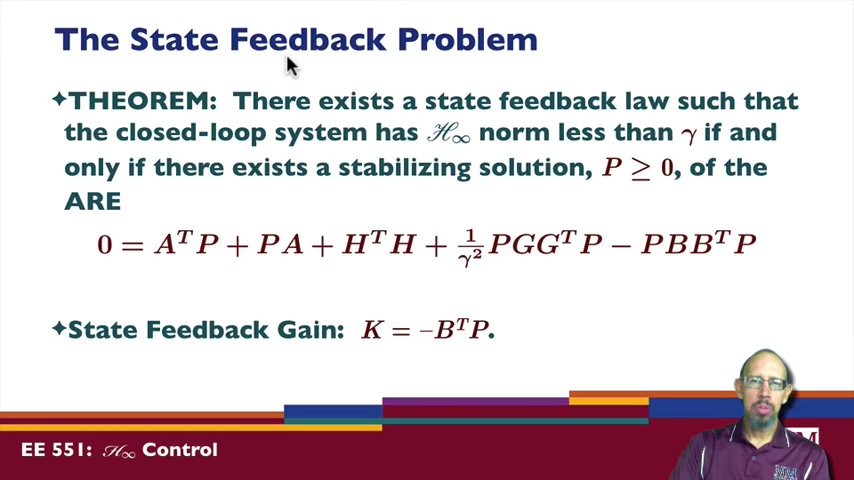 The State Feedback Problem
✦THEOREM: There exists a state feedback law such that
the closed-loop system has ℋ∞ norm less than γ if and
only if there exists a stabilizing solution, P ≥ 0, of the
ARE
0 = AᵀP + PA + HᵀH + 1/γ² PGGᵀP − PBBᵀP
✦State Feedback Gain: K = –BᵀP.
EE 551: ℋ∞ Control